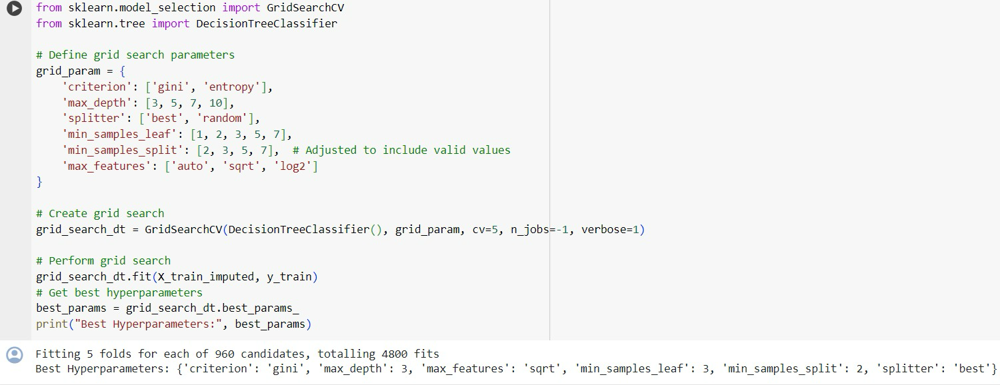 from sklearn.model_selection import GridSearchCV
from sklearn.tree import DecisionTreeClassifier
# Define grid search parameters
grid_param = {
    'criterion': ['gini', 'entropy'],
    'max_depth': [3, 5, 7, 10],
    'splitter': ['best', 'random'],
    'min_samples_leaf': [1, 2, 3, 5, 7],
    'min_samples_split': [2, 3, 5, 7],  # Adjusted to include valid values
    'max_features': ['auto', 'sqrt', 'log2']
}
# Create grid search
grid_search_dt = GridSearchCV(DecisionTreeClassifier(), grid_param, cv=5, n_jobs=-1, verbose=1)
# Perform grid search
grid_search_dt.fit(X_train_imputed, y_train)
# Get best hyperparameters
best_params = grid_search_dt.best_params_
print("Best Hyperparameters:", best_params)
Fitting 5 folds for each of 960 candidates, totalling 4800 fits
Best Hyperparameters: {'criterion': 'gini', 'max_depth': 3, 'max_features': 'sqrt', 'min_samples_leaf': 3, 'min_samples_split': 2, 'splitter': 'best'}